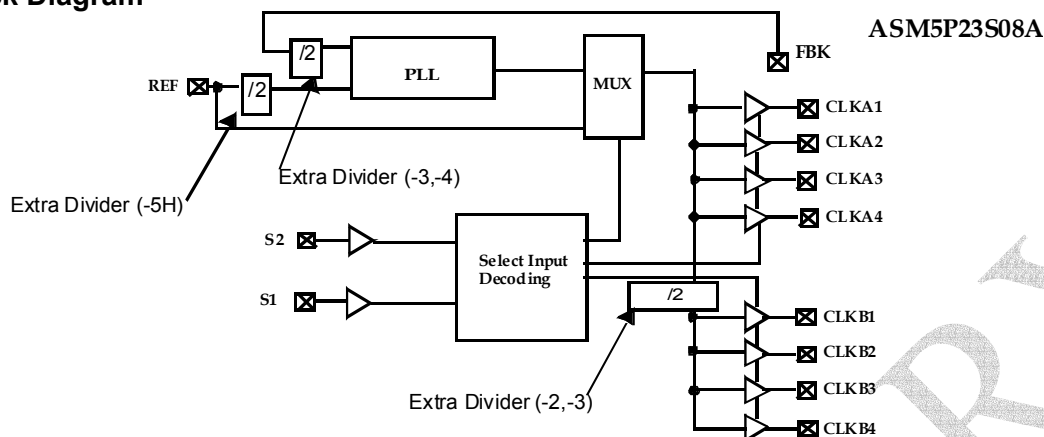 ck Diagram
ASM5P23S08A
FBK
/2
PLL
MUX
REF
/2
CLKA1
CLKA2
Extra Divider (-3,-4)
CLKA3
Extra Divider (-5H)
CLKA4
S2
Select Input
Decoding
S1
/2
CLKB1
CLKB2
Extra Divider (-2,-3)
CLKB3
CLKB4
R